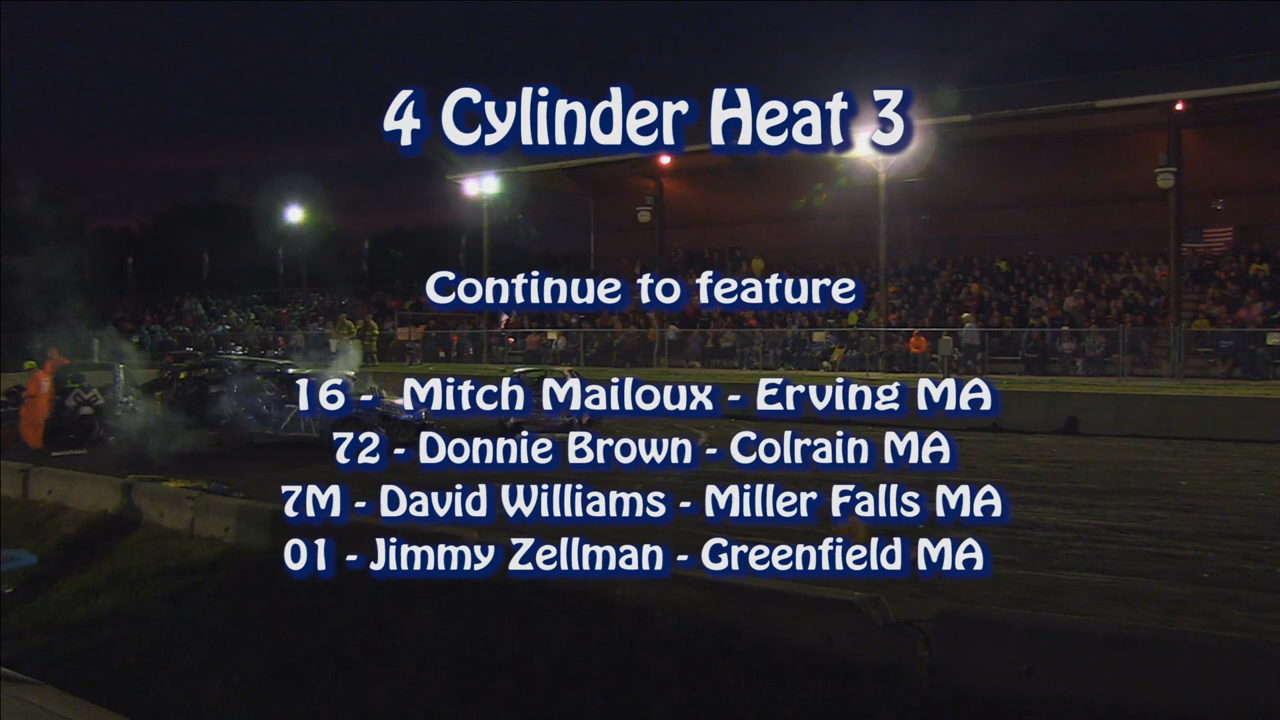 4 Cylinder Heat 3
Continue to feature
16 - Mitch Mailoux - Erving MA
72 - Donnie Brown - Colrain MA
7M - David Williams - Miller Falls MA
01 - Jimmy Zellman - Greenfield MA